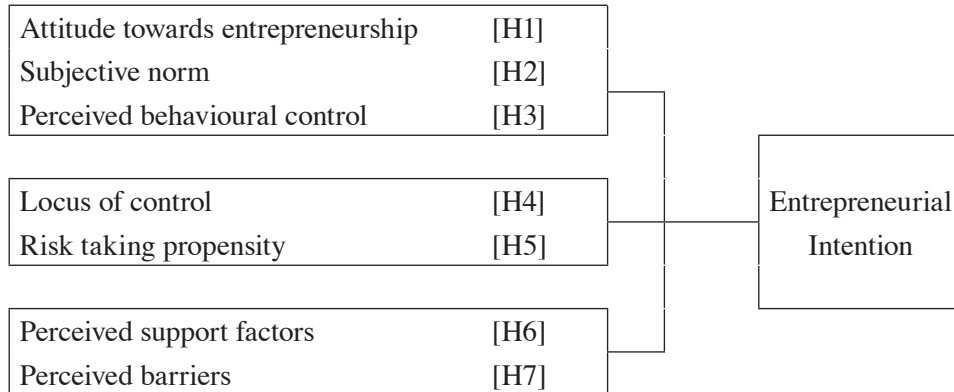 Attitude towards entrepreneurship [H1]
Subjective norm [H2]
Perceived behavioural control [H3]
Locus of control [H4]
Risk taking propensity [H5]
Perceived support factors [H6]
Perceived barriers [H7]
Entrepreneurial
Intention